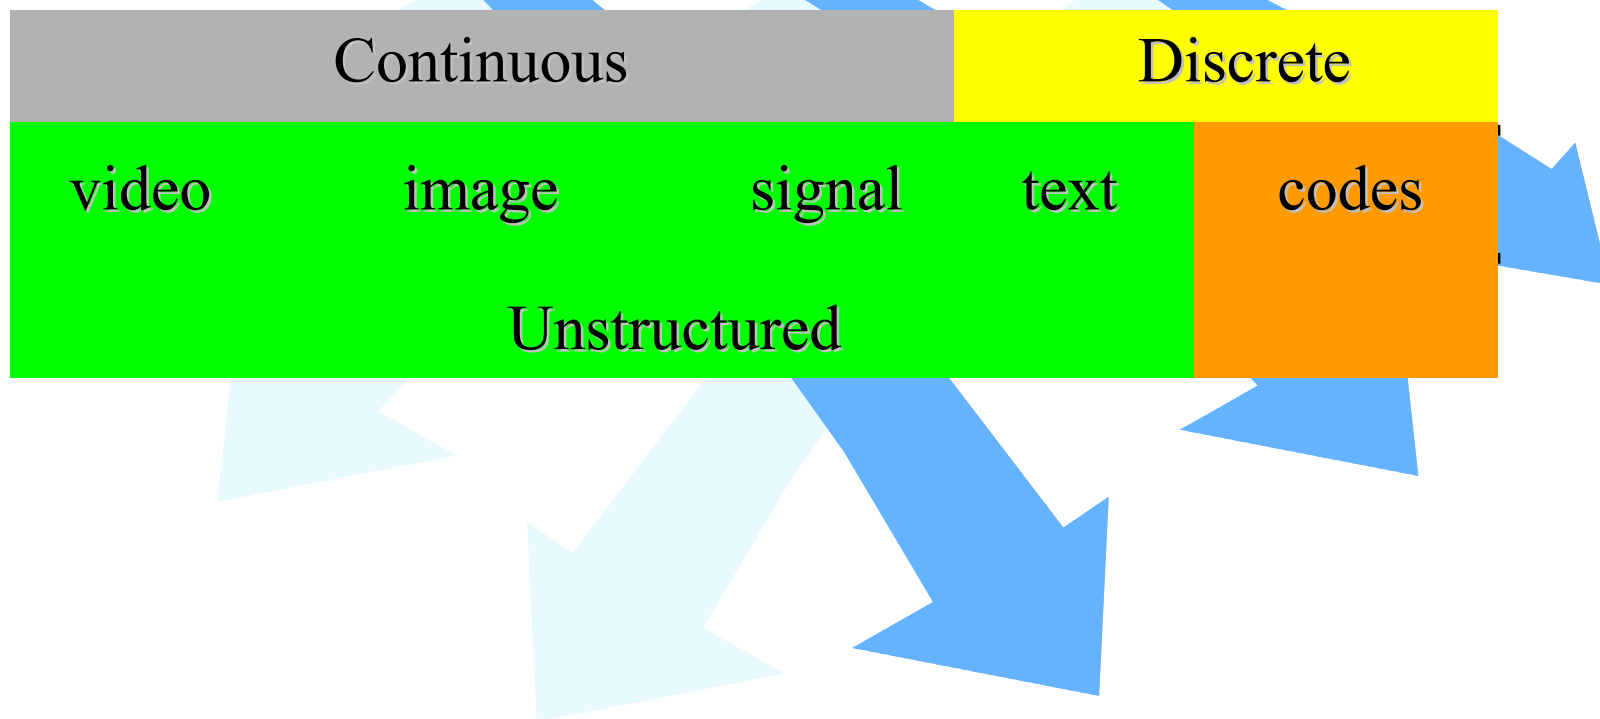 Continuous Discrete
video image signal text codes
Unstructured